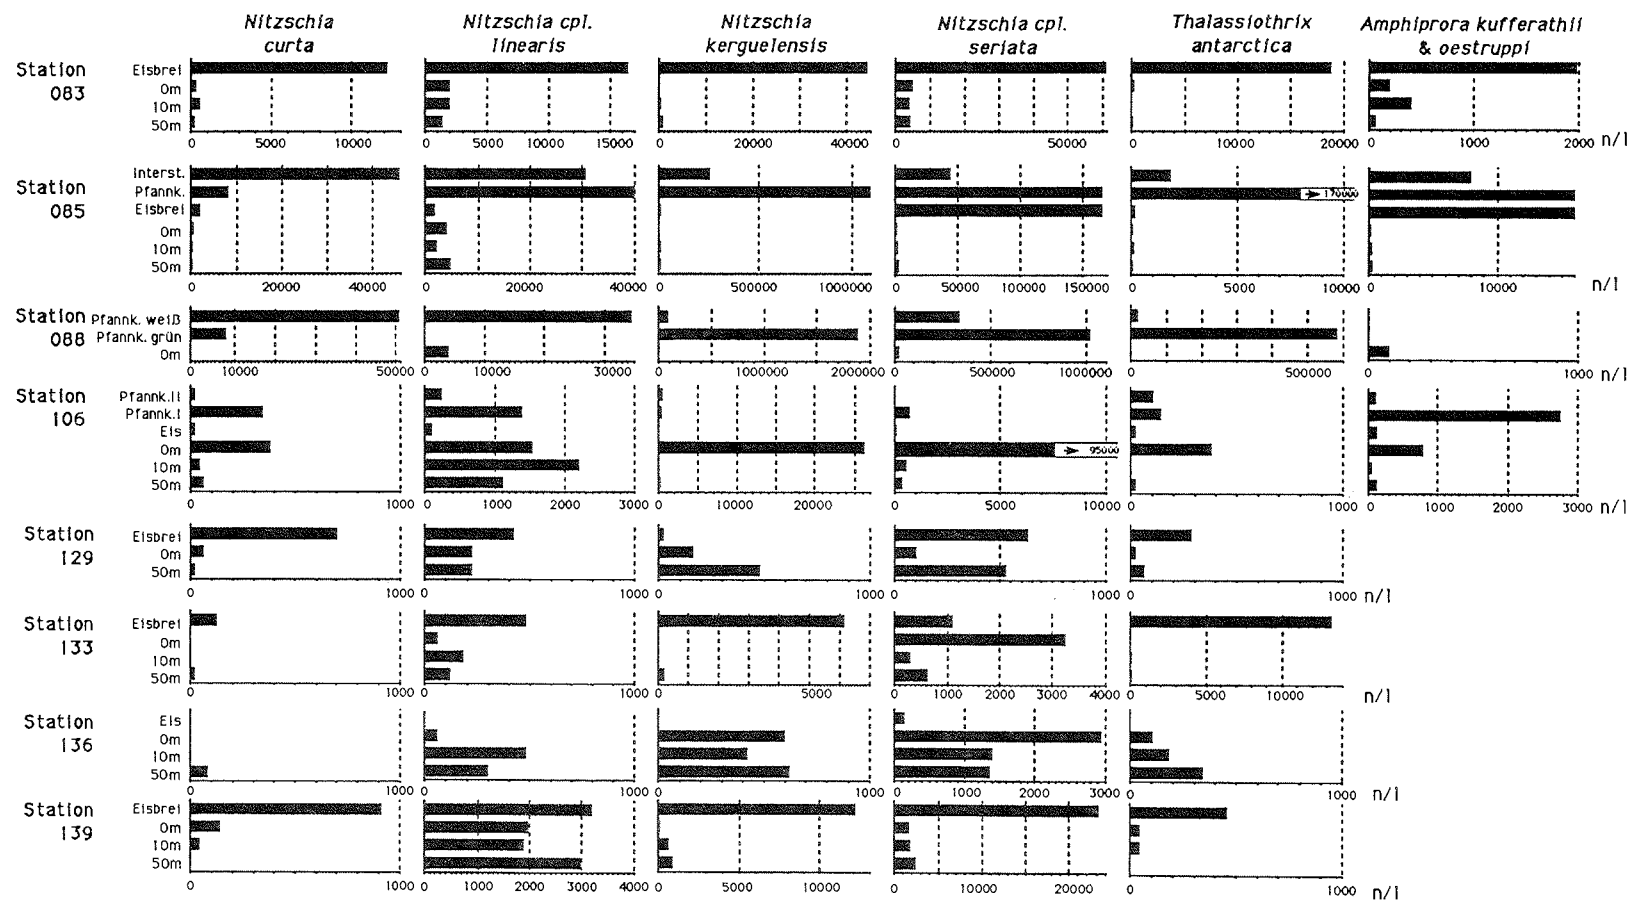 Nitzschia curta
Nitzschia cpl. linearis
Nitzschia kerguelensis
Nitzschia cpl. seriata
Thalassiothrix antarctica
Amphiprora kufferathii & oestruppi
Station 083
Eisbrei
0m
10m
50m
0 5000 10000
0 5000 10000 15000
0 20000 40000
0 50000
0 10000 20000
0 1000 2000 n/l
Station 085
Interst.
Pfannk.
Eisbrei
0m
10m
50m
→ 170000
0 20000 40000
0 20000 40000
0 500000 1000000
0 50000 100000 150000
0 5000 10000
0 10000 n/l
Station 088
Pfannk. weiß
Pfannk. grün
0m
0 10000 50000
0 10000 30000
0 1000000 2000000
0 500000 1000000
0 500000
0 1000 n/l
Station 106
Pfannk.II
Pfannk.I
Eis
0m
10m
50m
→ 95000
0 1000
0 1000 2000 3000
0 10000 20000
0 5000 10000
0 1000
0 1000 2000 3000 n/l
Station 129
Eisbrei
0m
50m
0 1000
0 1000
0 1000
0 1000
0 1000 n/l
Station 133
Eisbrei
0m
10m
50m
0 1000
0 1000
0 5000
0 1000 2000 3000 4000
0 5000 10000 n/l
Station 136
Eis
0m
10m
50m
0 1000
0 1000
0 1000
0 1000 2000 3000
0 1000 n/l
Station 139
Eisbrei
0m
10m
50m
0 1000
0 1000 2000 3000 4000
0 5000 10000
0 10000 20000
0 1000 n/l